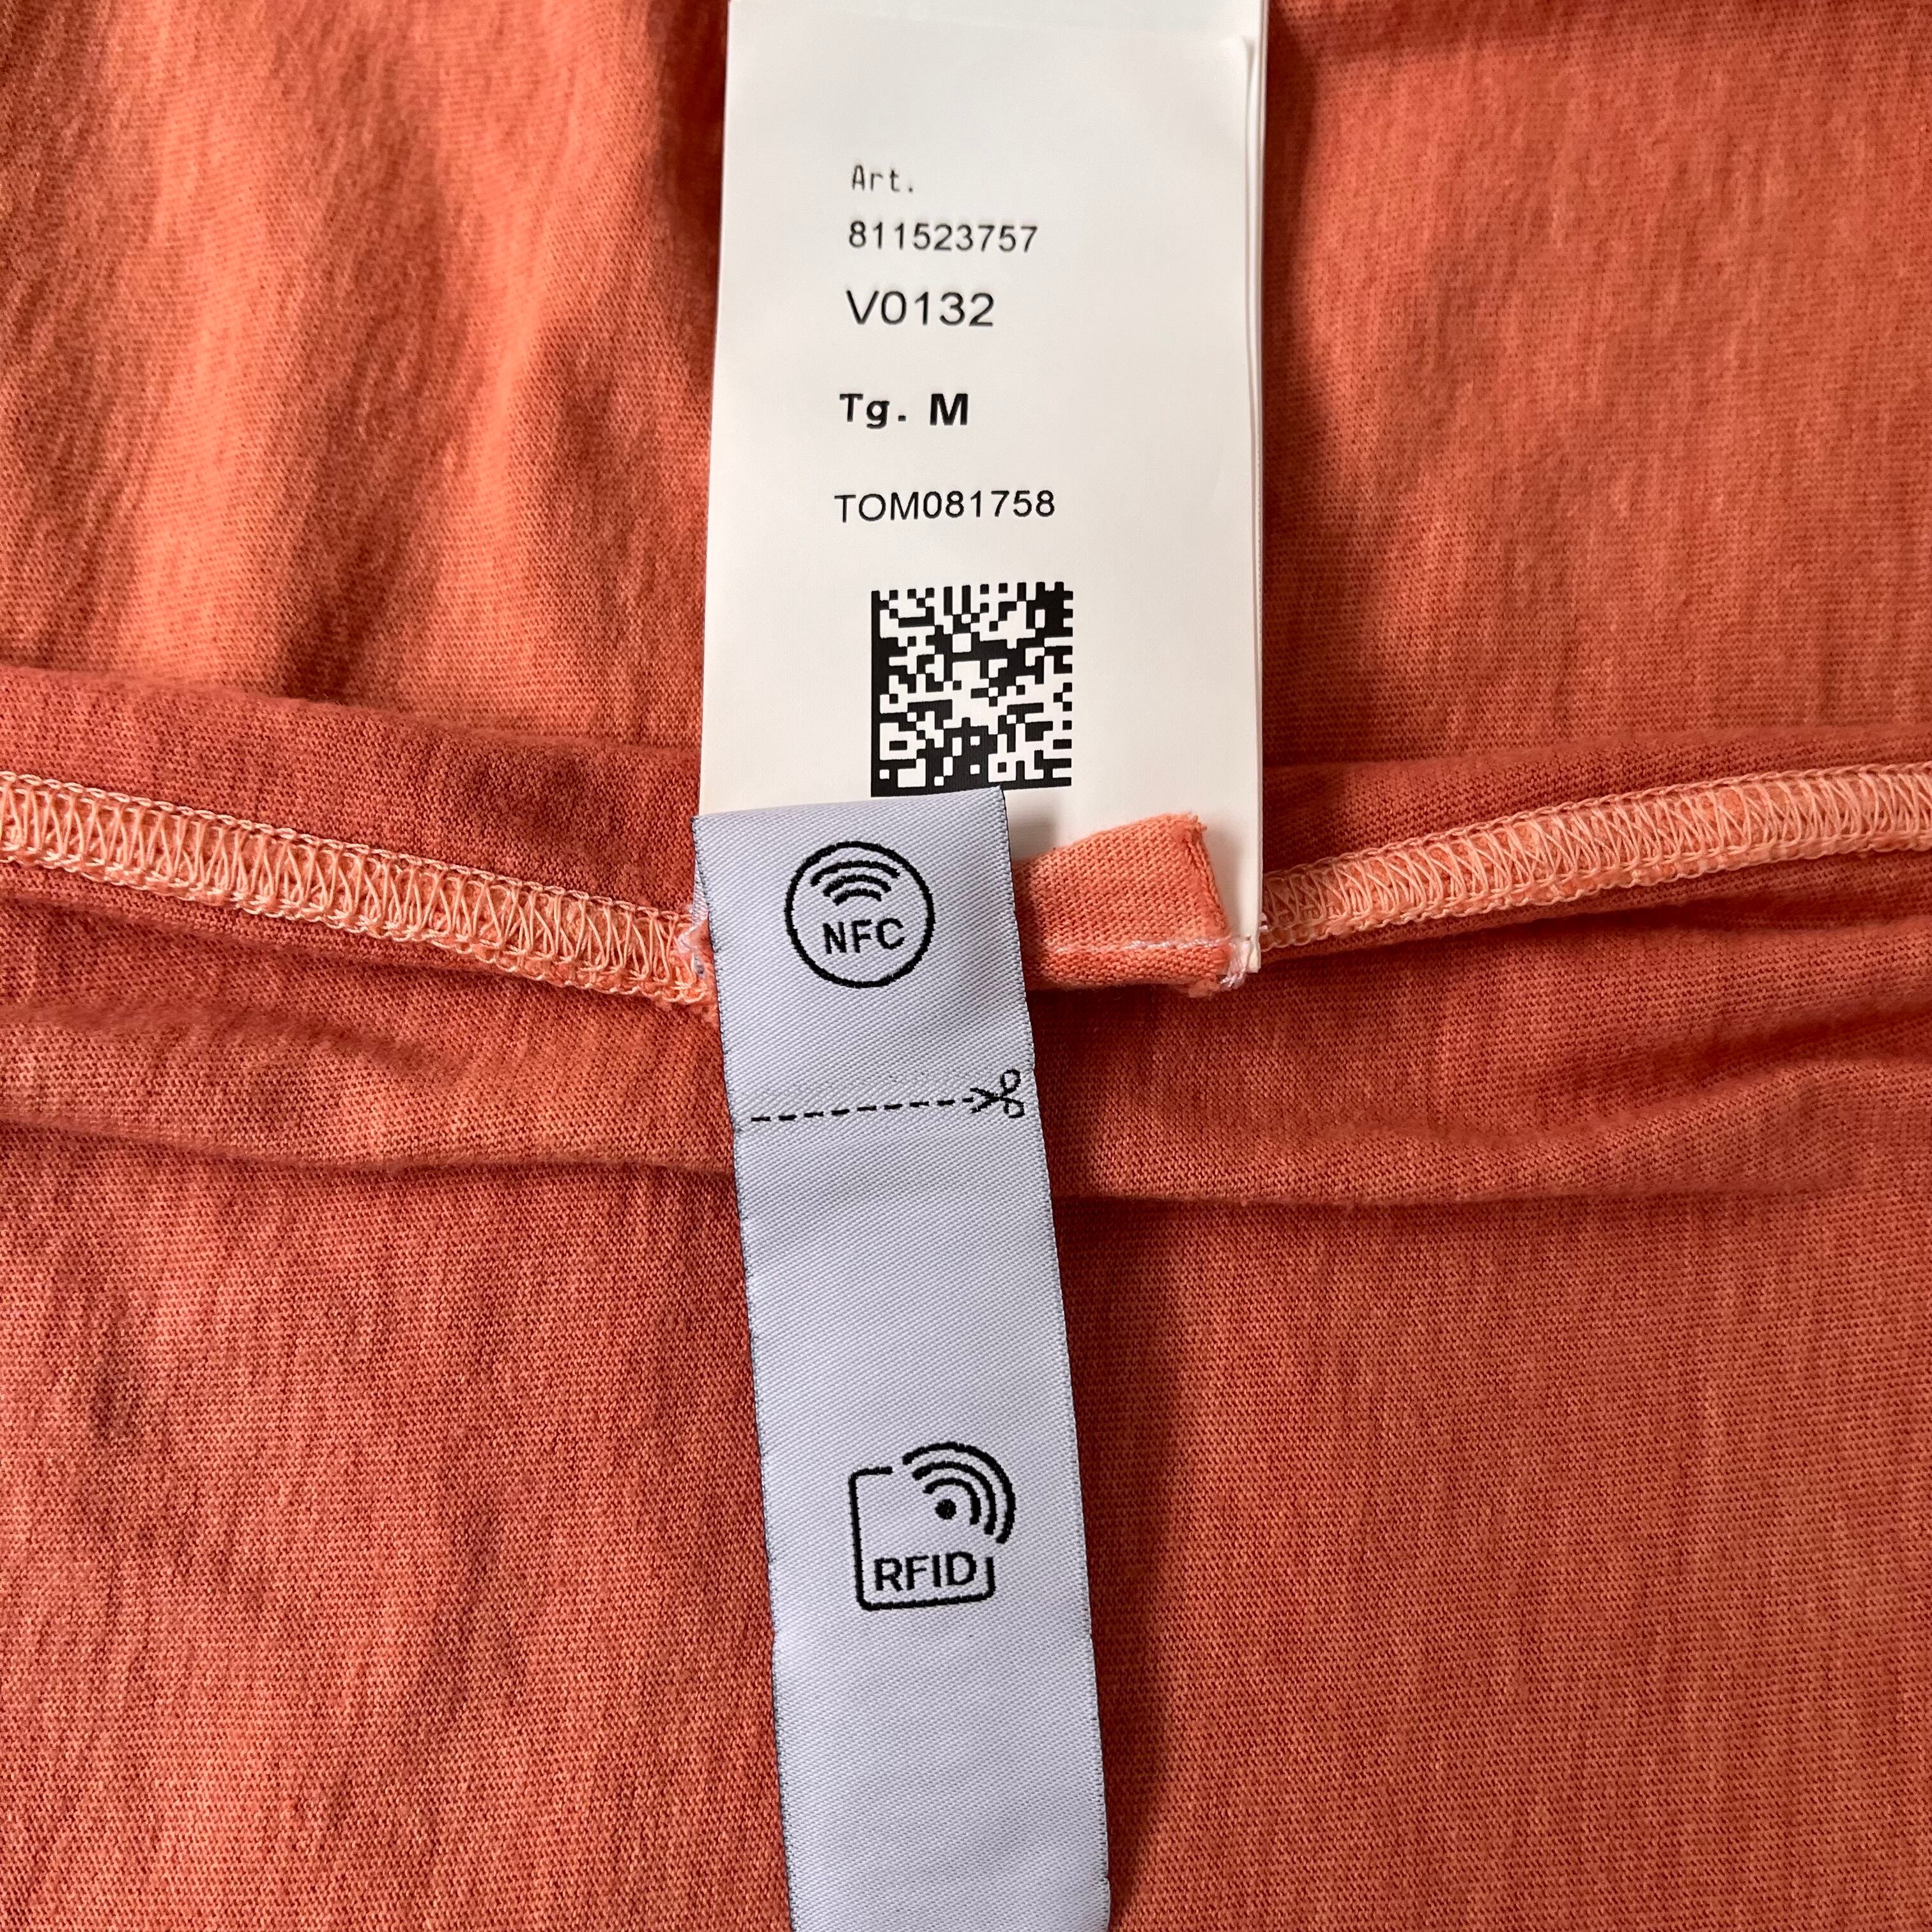 Art.
811523757
V0132
Tg. M
TOM081758
NFC
RFID